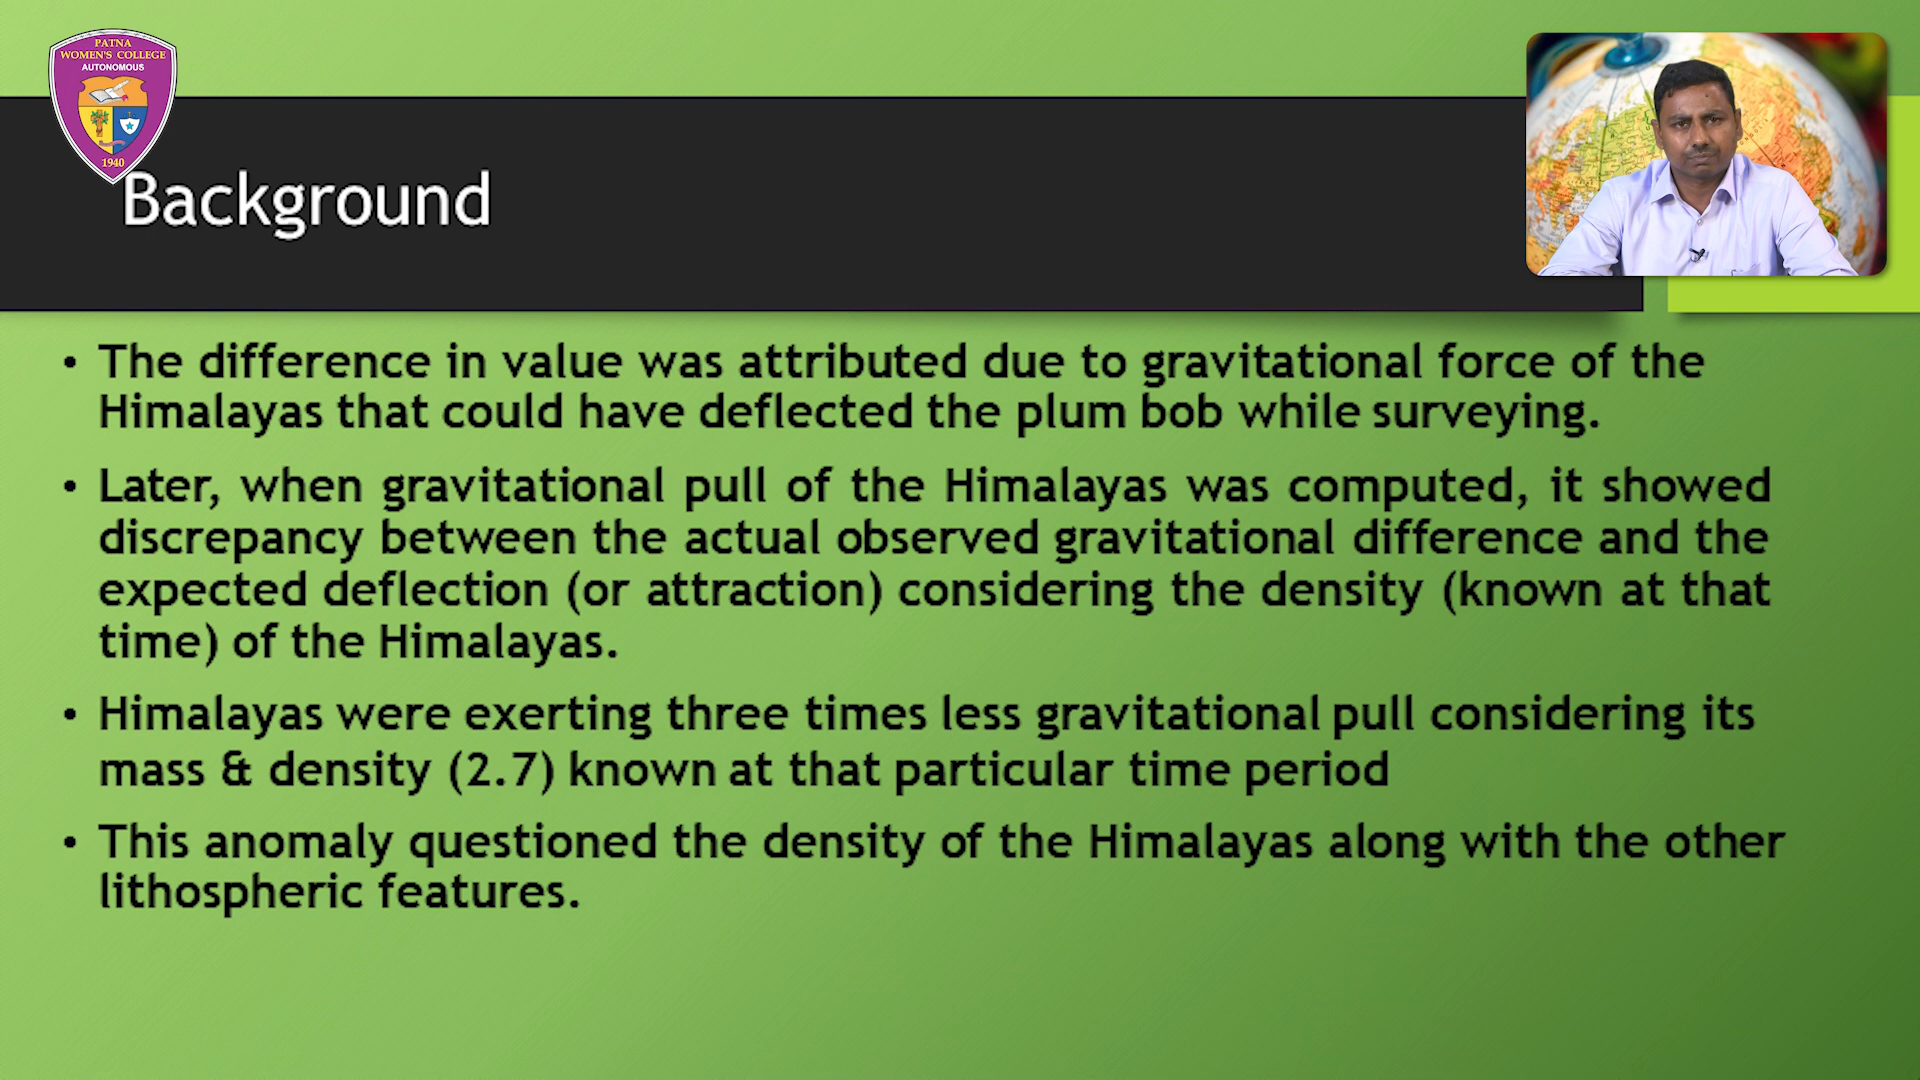 PATNA
WOMEN'S COLLEGE
AUTONOMOUS
1940
Background
• The difference in value was attributed due to gravitational force of the
Himalayas that could have deflected the plum bob while surveying.
• Later, when gravitational pull of the Himalayas was computed, it showed
discrepancy between the actual observed gravitational difference and the
expected deflection (or attraction) considering the density (known at that
time) of the Himalayas.
• Himalayas were exerting three times less gravitational pull considering its
mass & density (2.7) known at that particular time period
• This anomaly questioned the density of the Himalayas along with the other
lithospheric features.